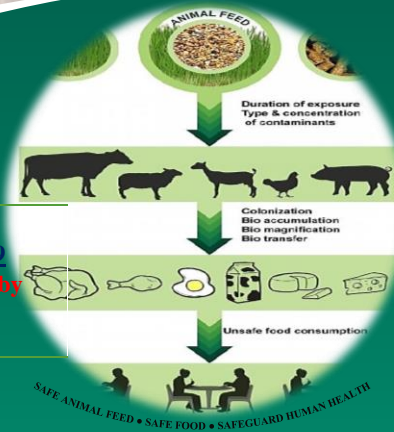 ANIMAL FEED
Duration of exposure
Type & concentration
of contaminants
Colonization
Bio accumulation
Bio magnification
Bio transfer
by
Unsafe food consumption
SAFE ANIMAL FEED • SAFE FOOD • SAFEGUARD HUMAN HEALTH